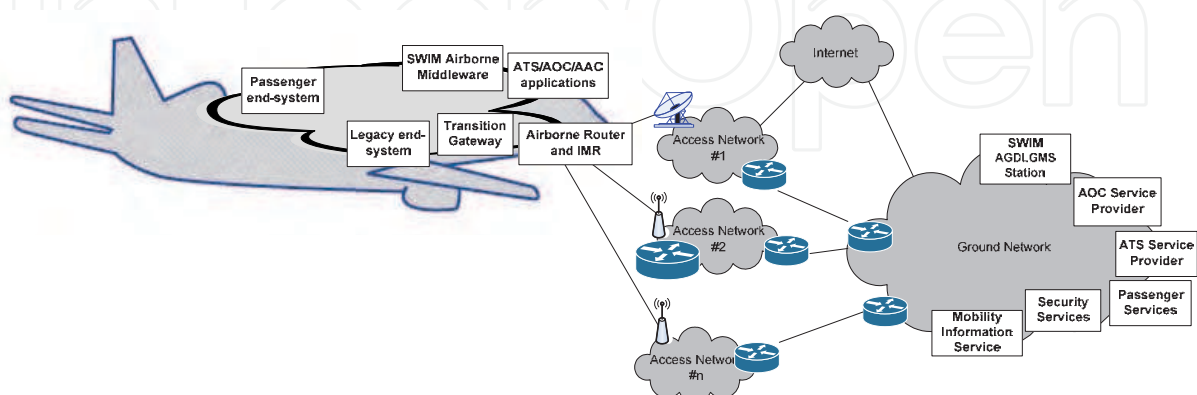 Internet
SWIM Airborne
Middleware
ATS/AOC/AAC
applications
Passenger
end-system
Legacy end-
system
Transition
Gateway
Airborne Router
and IMR
Access Network
#1
Access Network
#2
Access Network
#n
SWIM
AGDLGMS
Station
AOC Service
Provider
ATS Service
Provider
Ground Network
Passenger
Services
Security
Services
Mobility
Information
Service